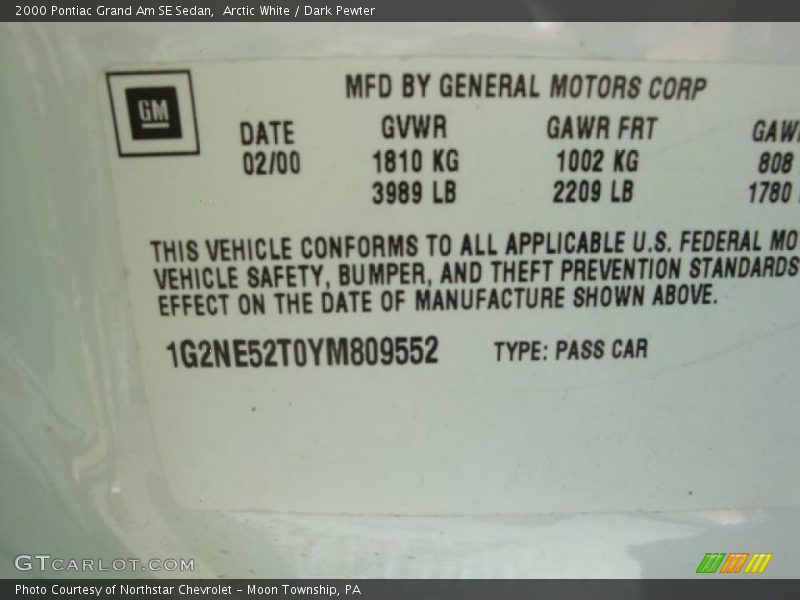 2000 Pontiac Grand Am SE Sedan,  Arctic White / Dark Pewter
MFD BY GENERAL MOTORS CORP
GM
DATE GVWR GAWR FRT GAWR
02/00 1810 KG 1002 KG 808
3989 LB 2209 LB 1780
THIS VEHICLE CONFORMS TO ALL APPLICABLE U.S. FEDERAL MO
VEHICLE SAFETY, BUMPER, AND THEFT PREVENTION STANDARDS
EFFECT ON THE DATE OF MANUFACTURE SHOWN ABOVE.
1G2NE52T0YM809552 TYPE: PASS CAR
GTCARLOT.COM
Photo Courtesy of Northstar Chevrolet - Moon Township, PA